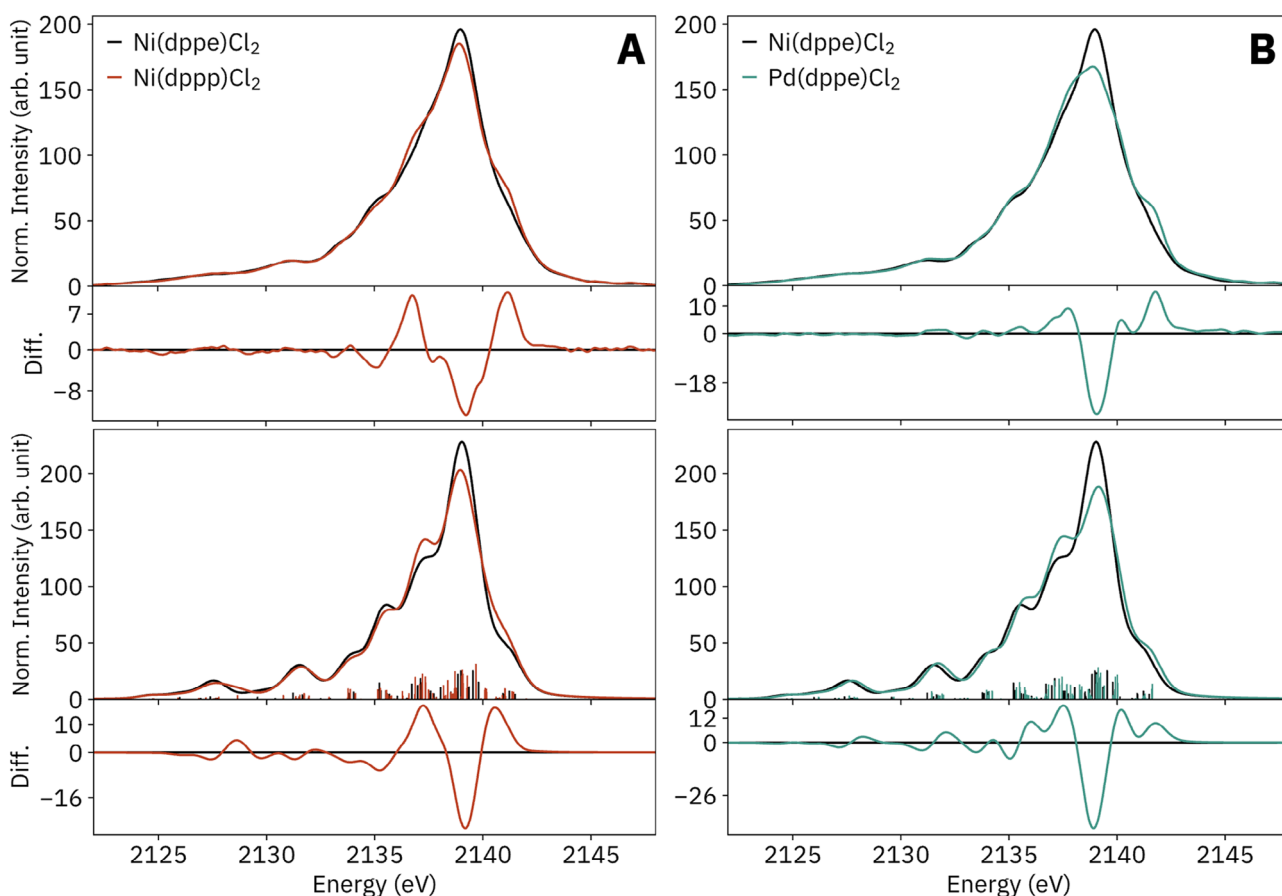 A
Ni(dppe)Cl₂
Ni(dppp)Cl₂
Norm. Intensity (arb. unit)
200
150
100
50
0
Diff.
7
0
−8
Norm. Intensity (arb. unit)
200
150
100
50
0
Diff.
10
0
−16
2125 2130 2135 2140 2145
Energy (eV)
B
Ni(dppe)Cl₂
Pd(dppe)Cl₂
200
150
100
50
0
10
0
−18
200
150
100
50
0
12
0
−26
2125 2130 2135 2140 2145
Energy (eV)